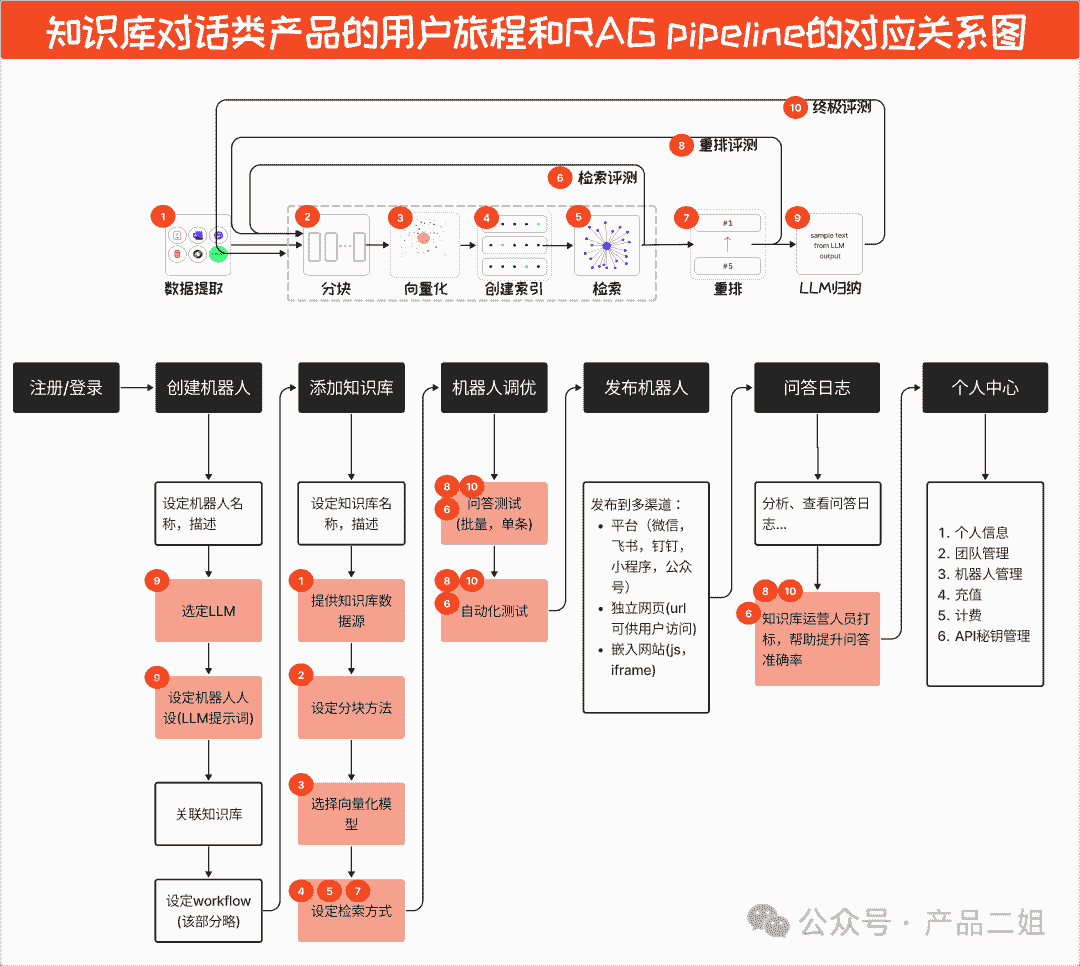 知识库对话类产品的用户旅程和RAG pipeline的对应关系图
10 终极评测
8 重排评测
6 检索评测
1
2
3
4
5
7
9
#1
↑
#5
sample text
from LLM
output
数据提取
分块
向量化
创建索引
检索
重排
LLM归纳
注册/登录
创建机器人
添加知识库
机器人调优
发布机器人
问答日志
个人中心
设定机器人名
称，描述
9
选定LLM
9
设定机器人人
设(LLM提示词)
关联知识库
设定workflow
(该部分略)
设定知识库名
称，描述
1
提供知识库数
据源
2
设定分块方法
3
选择向量化模
型
4 5 7
设定检索方式
8 10
6
问答测试
(批量，单条)
8 10
6
自动化测试
发布到多渠道：
• 平台（微信，
飞书，钉钉，
小程序，公众
号）
• 独立网页(url
可供用户访问)
• 嵌入网站(js，
iframe)
分析、查看问答日
志...
8 10
6
知识库运营人员打
标，帮助提升问答
准确率
1. 个人信息
2. 团队管理
3. 机器人管理
4. 充值
5. 计费
6. API秘钥管理
公众号 · 产品二姐